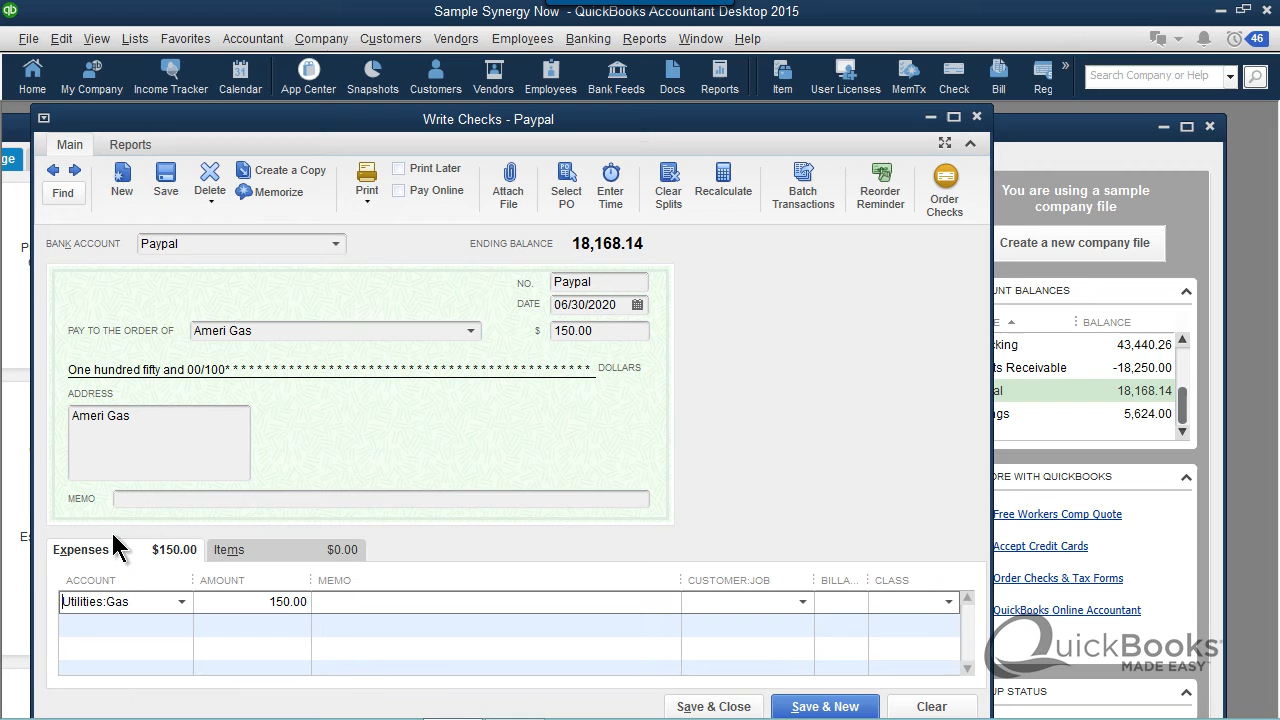 Sample Synergy Now - QuickBooks Accountant Desktop 2015
File Edit View Lists Favorites Accountant Company Customers Vendors Employees Banking Reports Window Help
46
Home My Company Income Tracker Calendar App Center Snapshots Customers Vendors Employees Bank Feeds Docs Reports Item User Licenses MemTx Check Bill Reg
Search Company or Help
Write Checks - Paypal
Main Reports
Find New Save Delete Create a Copy Memorize Print Print Later Pay Online Attach File Select PO Enter Time Clear Splits Recalculate Batch Transactions Reorder Reminder Order Checks
BANK ACCOUNT Paypal ENDING BALANCE 18,168.14
NO. Paypal
DATE 06/30/2020
PAY TO THE ORDER OF Ameri Gas $ 150.00
One hundred fifty and 00/100* * * * * * * * * * * * * * * * * * * * * * * * * * * * * * * * * * * * * * * * * * * * * * DOLLARS
ADDRESS
Ameri Gas
MEMO
Expenses $150.00 Items $0.00
ACCOUNT AMOUNT MEMO CUSTOMER:JOB BILLA... CLASS
Utilities:Gas 150.00
Save & Close Save & New Clear
ge
You are using a sample
company file
Create a new company file
UNT BALANCES
E BALANCE
king 43,440.26
ts Receivable -18,250.00
al 18,168.14
gs 5,624.00
ORE WITH QUICKBOOKS
Free Workers Comp Quote
Accept Credit Cards
Order Checks & Tax Forms
QuickBooks Online Accountant
QuickBooks
MADE EASY™
UP STATUS